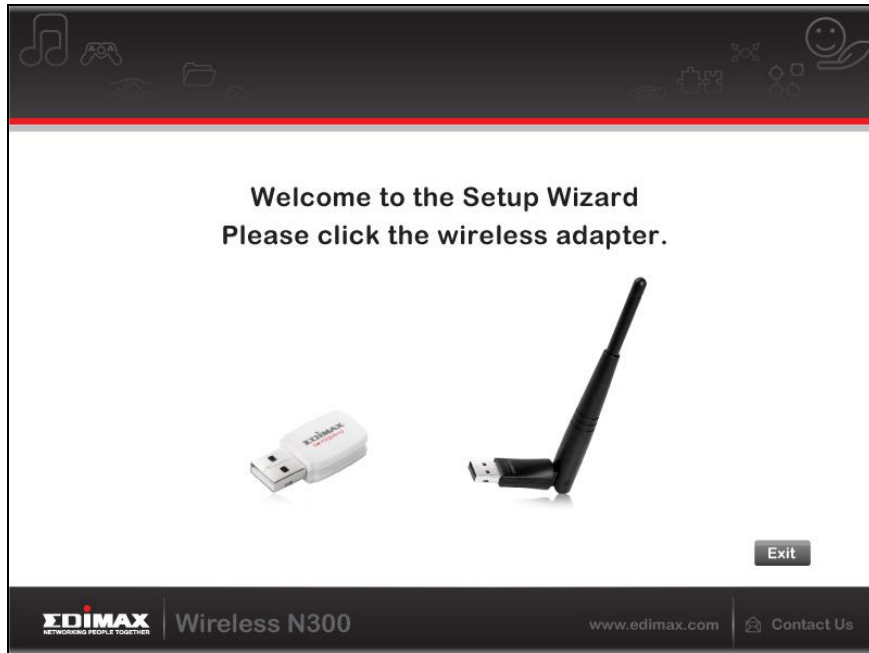 Welcome to the Setup Wizard
Please click the wireless adapter.
EDIMAX
Exit
EDIMAX
NETWORKING PEOPLE TOGETHER
Wireless N300
www.edimax.com
Contact Us